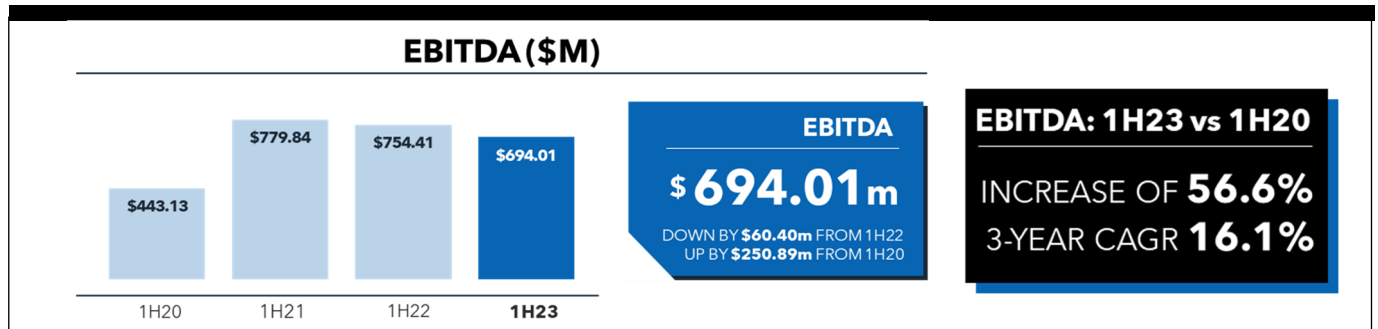 EBITDA ($M)
$443.13
$779.84
$754.41
$694.01
1H20
1H21
1H22
1H23
EBITDA
$694.01m
DOWN BY $60.40m FROM 1H22
UP BY $250.89m FROM 1H20
EBITDA: 1H23 vs 1H20
INCREASE OF 56.6%
3-YEAR CAGR 16.1%